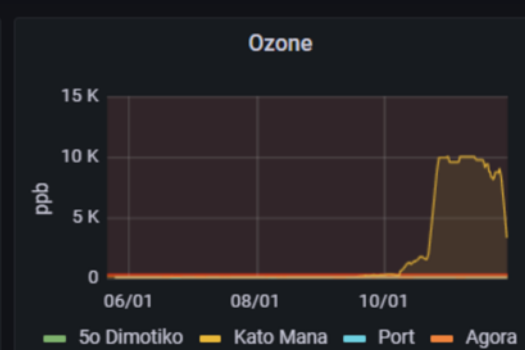 Ozone
15 K
10 K
5 K
0
ppb
06/01 08/01 10/01
5o Dimotiko Kato Mana Port Agora